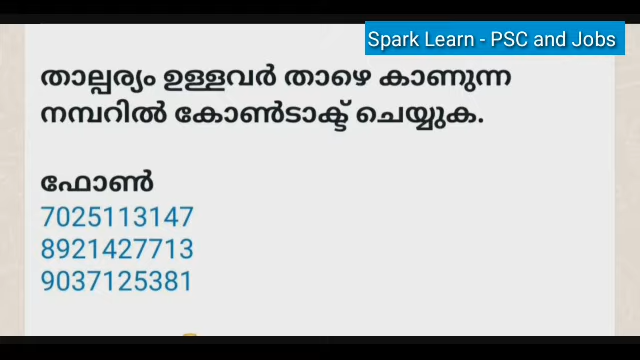 Spark Learn - PSC and Jobs
താല്പര്യം ഉള്ളവർ താഴെ കാണുന്ന
നമ്പറിൽ കോൺടാക്ട് ചെയ്യുക.
ഫോൺ
7025113147
8921427713
9037125381